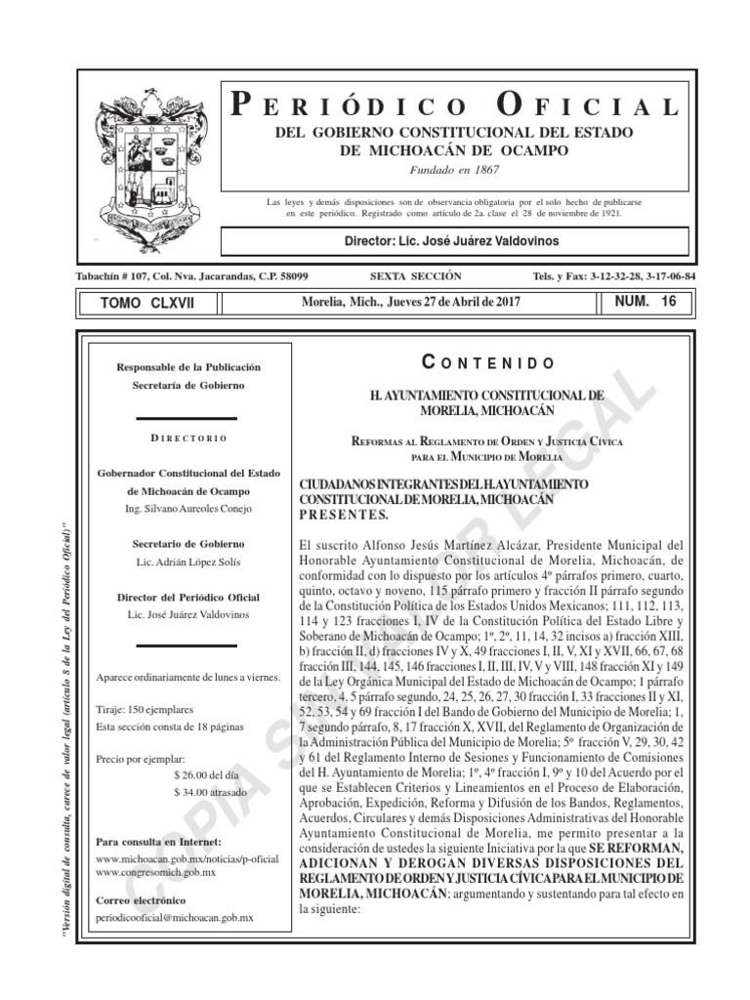 PERIÓDICO OFICIAL
DEL GOBIERNO CONSTITUCIONAL DEL ESTADO
DE MICHOACÁN DE OCAMPO
Fundado en 1867
Las leyes y demás disposiciones son de observancia obligatoria por el solo hecho de publicarse
en este periódico. Registrado como artículo de 2a. clase el 28 de noviembre de 1921.
Director: Lic. José Juárez Valdovinos
Tabachín # 107, Col. Nva. Jacarandas, C.P. 58099
SEXTA SECCIÓN
Tels. y Fax: 3-12-32-28, 3-17-06-84
TOMO CLXVII
Morelia, Mich., Jueves 27 de Abril de 2017
NUM. 16
Responsable de la Publicación
Secretaría de Gobierno
DIRECTORIO
Gobernador Constitucional del Estado
de Michoacán de Ocampo
Ing. Silvano Aureoles Conejo
Secretario de Gobierno
Lic. Adrián López Solís
Director del Periódico Oficial
Lic. José Juárez Valdovinos
Aparece ordinariamente de lunes a viernes.
Tiraje: 150 ejemplares
Esta sección consta de 18 páginas
Precio por ejemplar:
$ 26.00 del día
$ 34.00 atrasado
Para consulta en Internet:
www.michoacan.gob.mx/noticias/p-oficial
www.congresomich.gob.mx
Correo electrónico
periodicooficial@michoacan.gob.mx
CONTENIDO
H. AYUNTAMIENTO CONSTITUCIONAL DE
MORELIA, MICHOACÁN
REFORMAS AL REGLAMENTO DE ORDEN Y JUSTICIA CÍVICA
PARA EL MUNICIPIO DE MORELIA
CIUDADANOS INTEGRANTES DEL H. AYUNTAMIENTO
CONSTITUCIONAL DE MORELIA, MICHOACÁN
PRESENTES.
El suscrito Alfonso Jesús Martínez Alcázar, Presidente Municipal del
Honorable Ayuntamiento Constitucional de Morelia, Michoacán, de
conformidad con lo dispuesto por los artículos 4º párrafos primero, cuarto,
quinto, octavo y noveno, 115 párrafo primero y fracción II párrafo segundo
de la Constitución Política de los Estados Unidos Mexicanos; 111, 112, 113,
114 y 123 fracciones I, IV de la Constitución Política del Estado Libre y
Soberano de Michoacán de Ocampo; 1º, 2º, 11, 14, 32 incisos a) fracción XIII,
b) fracción II, d) fracciones IV y X, 49 fracciones I, II, V, XI y XVII, 66, 67, 68
fracción III, 144, 145, 146 fracciones I, II, III, IV, V y VIII, 148 fracción XI y 149
de la Ley Orgánica Municipal del Estado de Michoacán de Ocampo; 1 párrafo
tercero, 4, 5 párrafo segundo, 24, 25, 26, 27, 30 fracción I, 33 fracciones II y XI,
52, 53, 54 y 69 fracción I del Bando de Gobierno del Municipio de Morelia; 1,
7 segundo párrafo, 8, 17 fracción X, XVII, del Reglamento de Organización de
la Administración Pública del Municipio de Morelia; 5º fracción V, 29, 30, 42
y 61 del Reglamento Interno de Sesiones y Funcionamiento de Comisiones
del H. Ayuntamiento de Morelia; 1º, 4º fracción I, 9º y 10 del Acuerdo por el
que se Establecen Criterios y Lineamientos en el Proceso de Elaboración,
Aprobación, Expedición, Reforma y Difusión de los Bandos, Reglamentos,
Acuerdos, Circulares y demás Disposiciones Administrativas del Honorable
Ayuntamiento Constitucional de Morelia, me permito presentar a la
consideración de ustedes la siguiente Iniciativa por la que SE REFORMAN,
ADICIONAN Y DEROGAN DIVERSAS DISPOSICIONES DEL
REGLAMENTO DE ORDEN Y JUSTICIA CÍVICA PARA EL MUNICIPIO DE
MORELIA, MICHOACÁN; argumentando y sustentando para tal efecto en
la siguiente:
"Versión digital de consulta, carece de valor legal (artículo 8 de la Ley del Periódico Oficial)"
COPIA SIN VALOR LEGAL